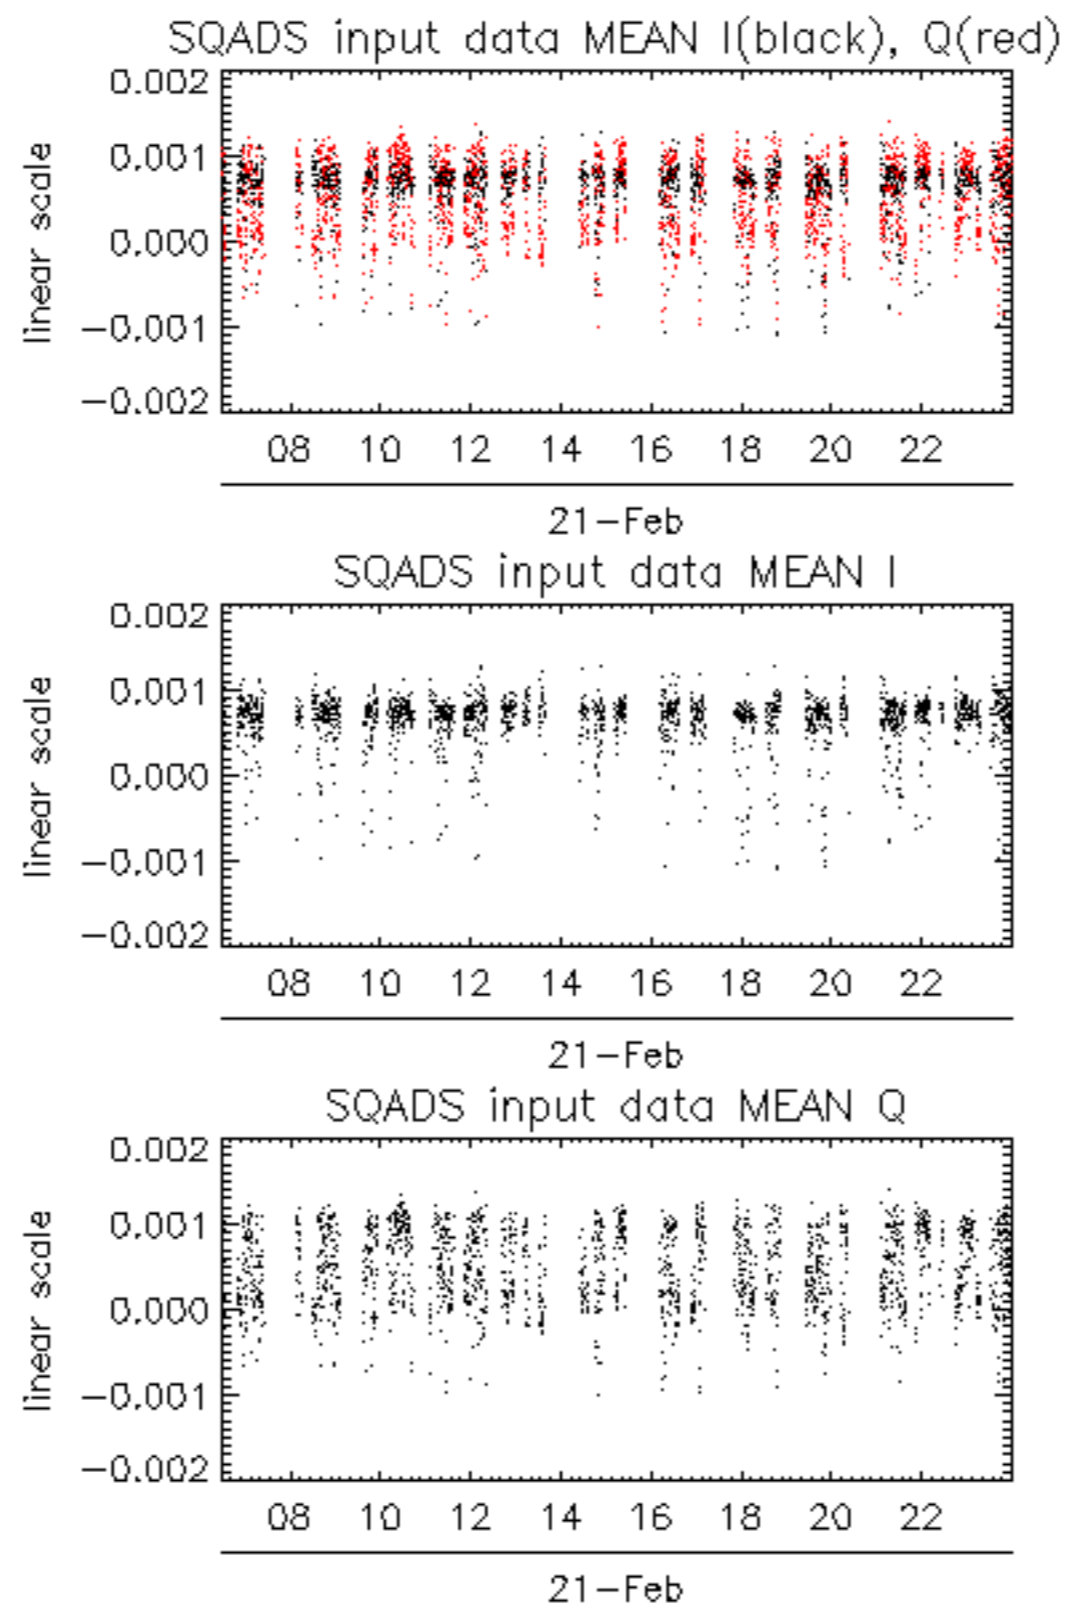 SQADS input data MEAN I(black), Q(red)
0.002
0.001
0.000
−0.001
−0.002
linear scale
08 10 12 14 16 18 20 22
21−Feb
SQADS input data MEAN I
0.002
0.001
0.000
−0.001
−0.002
linear scale
08 10 12 14 16 18 20 22
21−Feb
SQADS input data MEAN Q
0.002
0.001
0.000
−0.001
−0.002
linear scale
08 10 12 14 16 18 20 22
21−Feb